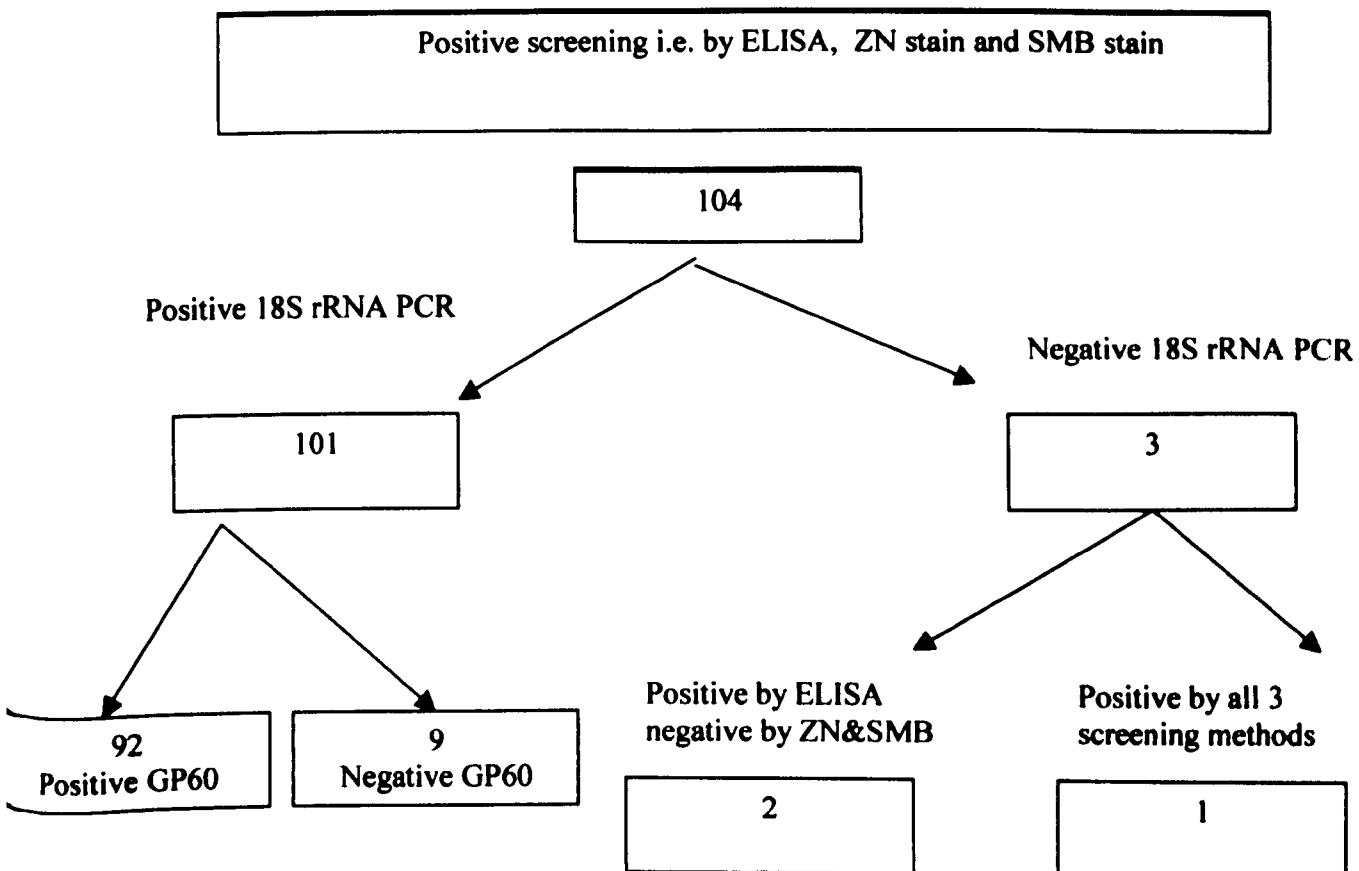 Positive screening i.e. by ELISA, ZN stain and SMB stain
104
Positive 18S rRNA PCR
Negative 18S rRNA PCR
101
3
92
Positive GP60
9
Negative GP60
Positive by ELISA
negative by ZN&SMB
2
Positive by all 3
screening methods
1